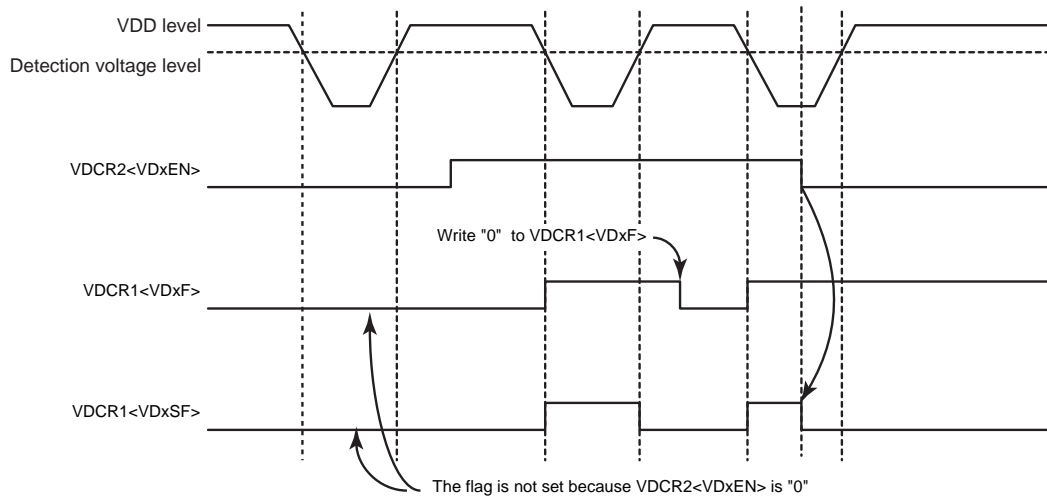 VDD level
Detection voltage level
VDCR2<VDxEN>
Write "0" to VDCR1<VDxF>
VDCR1<VDxF>
VDCR1<VDxSF>
The flag is not set because VDCR2<VDxEN> is "0"